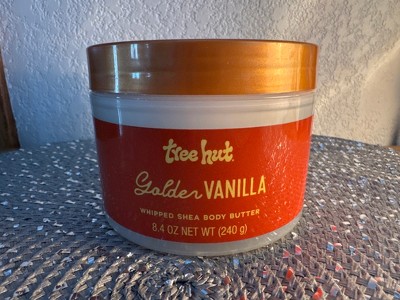 tree hut
Golden VANILLA
WHIPPED SHEA BODY BUTTER
8.4 OZ NET WT (240 g)